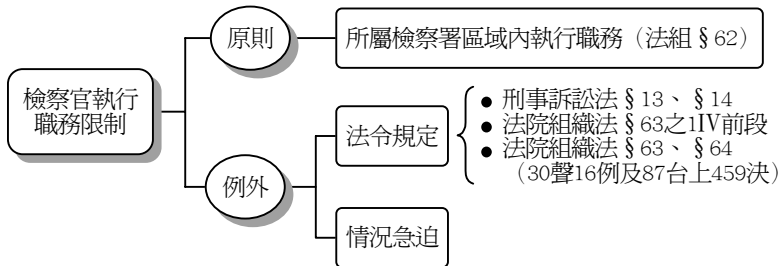 原則
所屬檢察署區域內執行職務（法組§62）
檢察官執行
職務限制
例外
法令規定
● 刑事訴訟法§13、§14
● 法院組織法§63之1Ⅳ前段
● 法院組織法§63、§64
（30聲16例及87台上459決）
情況急迫